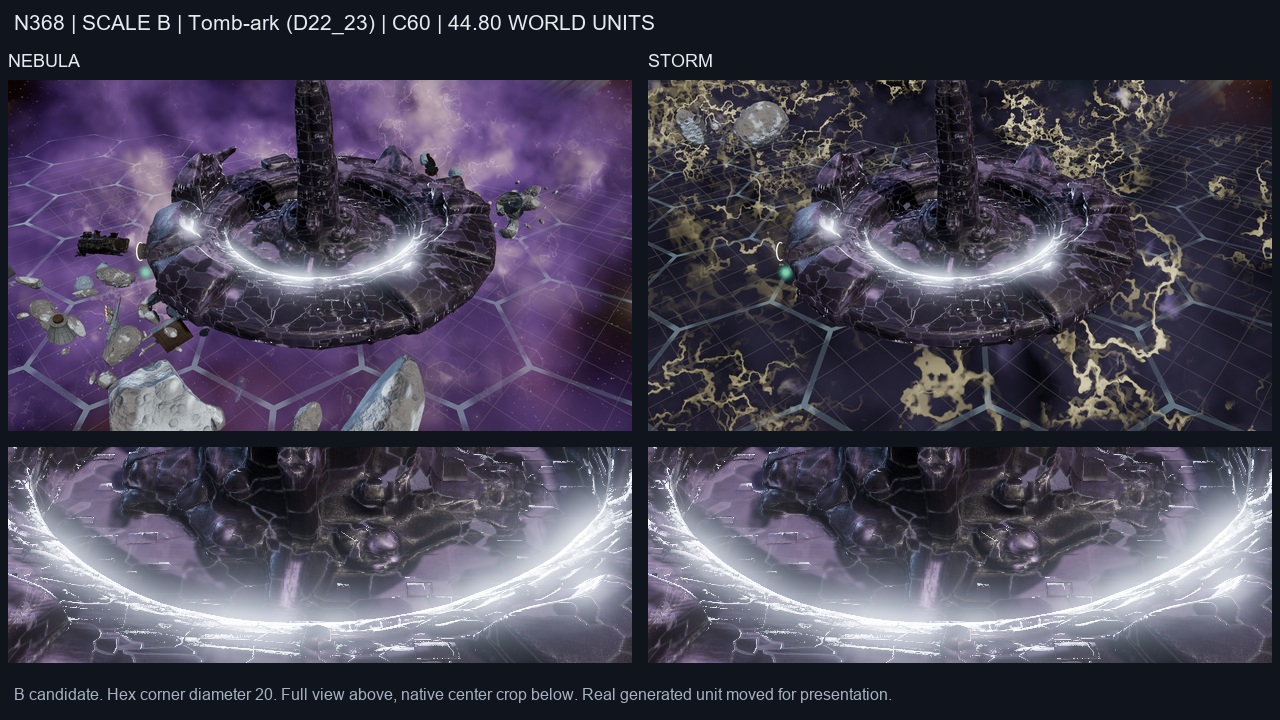 N368 | SCALE B | Tomb-ark (D22_23) | C60 | 44.80 WORLD UNITS
NEBULA
STORM
B candidate. Hex corner diameter 20. Full view above, native center crop below. Real generated unit moved for presentation.